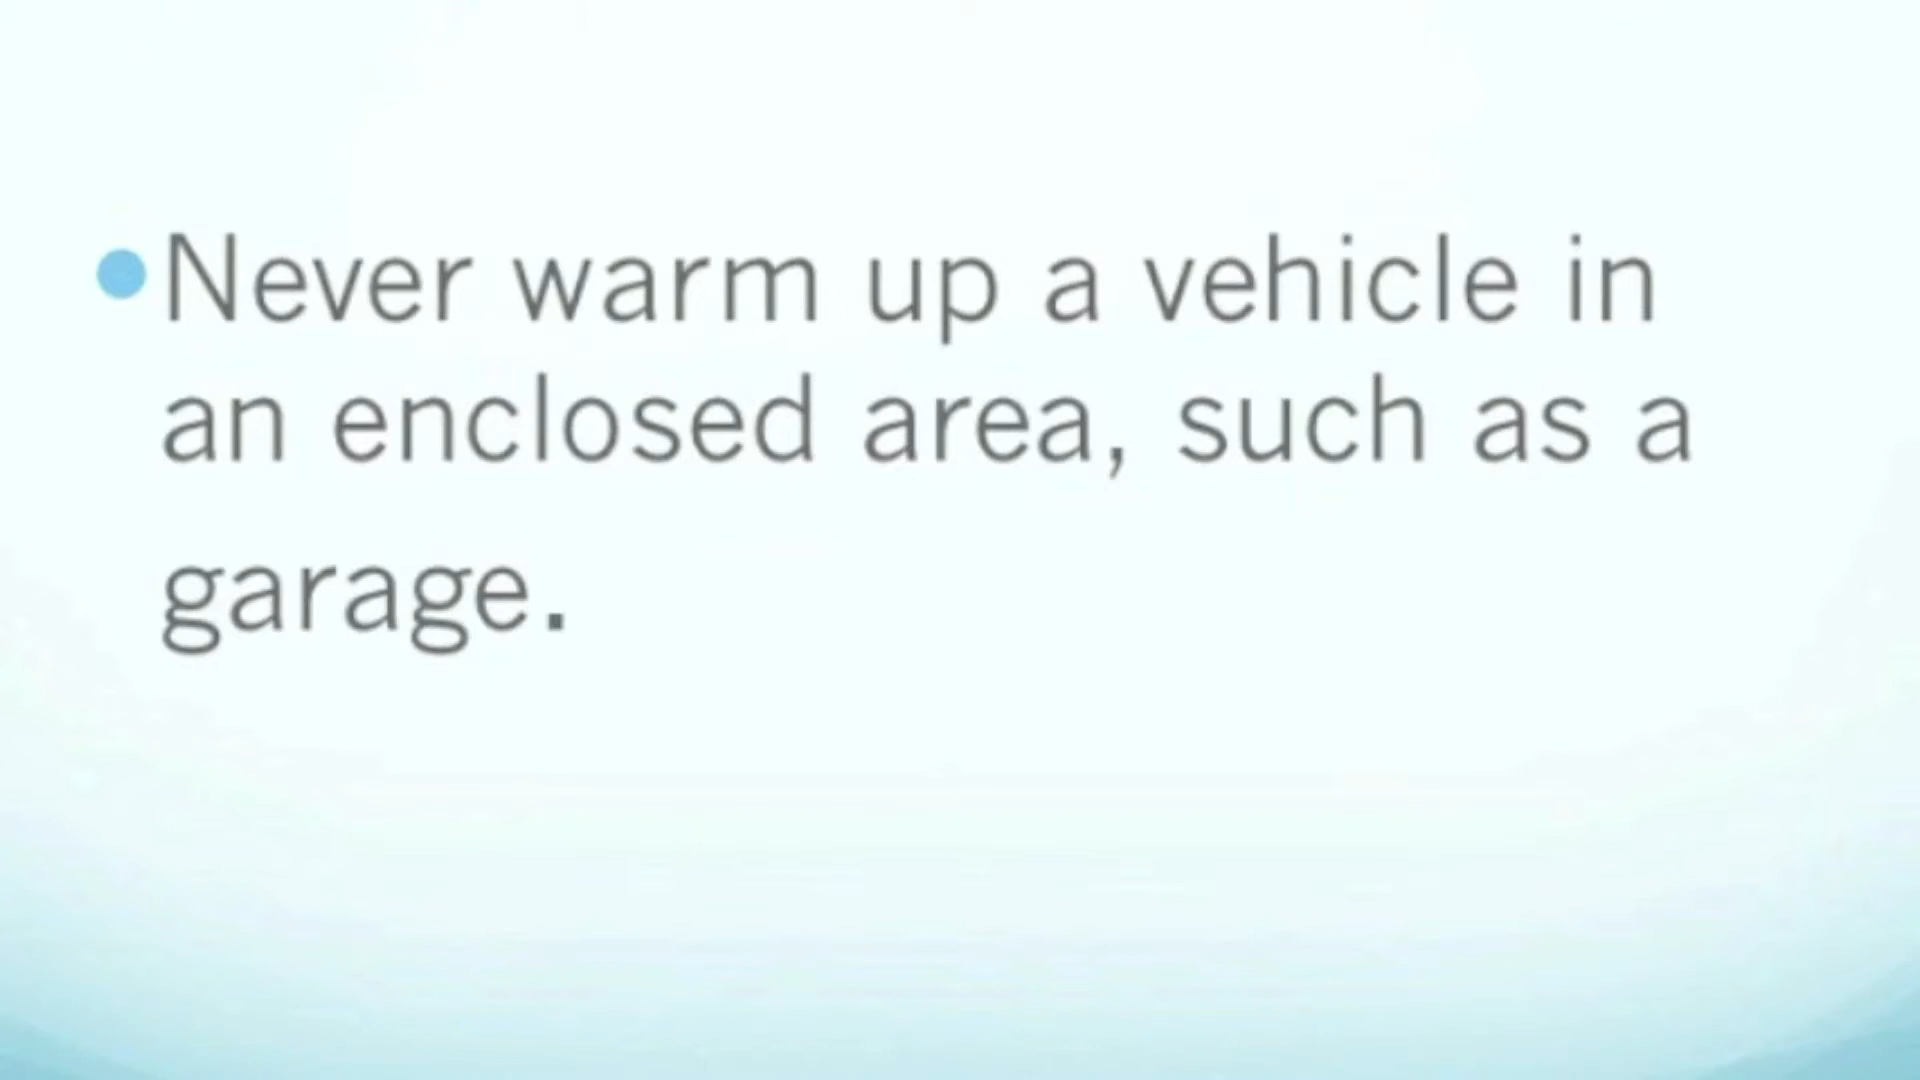 •Never warm up a vehicle in
an enclosed area, such as a
garage.